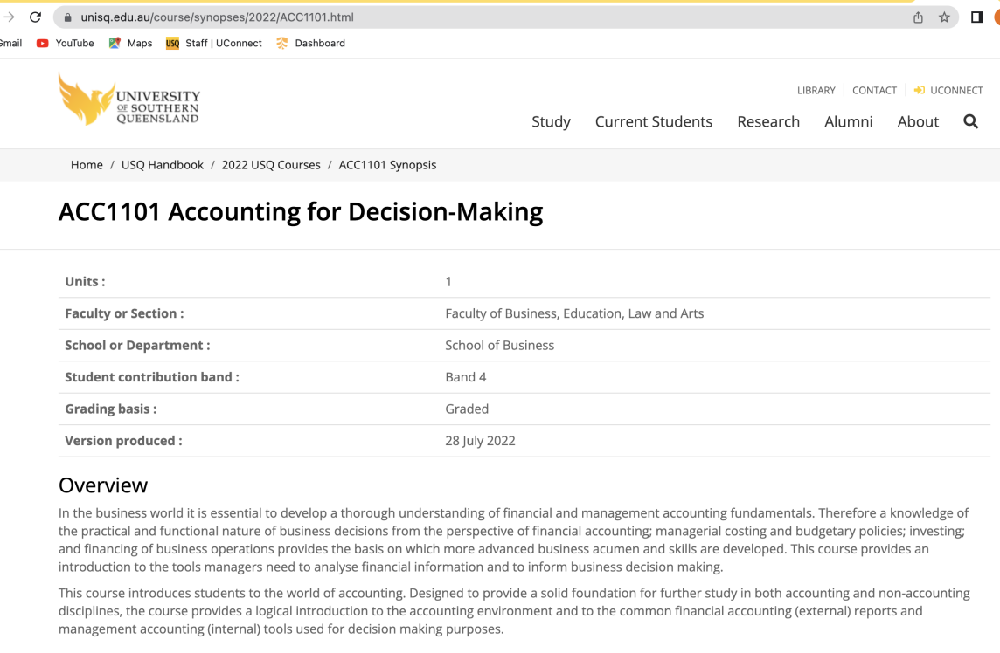 unisq.edu.au/course/synopses/2022/ACC1101.html
Gmail YouTube Maps USQ Staff | UConnect Dashboard
UNIVERSITY
OF SOUTHERN
QUEENSLAND
LIBRARY CONTACT UCONNECT
Study Current Students Research Alumni About
Home / USQ Handbook / 2022 USQ Courses / ACC1101 Synopsis
ACC1101 Accounting for Decision-Making
Units : 1
Faculty or Section : Faculty of Business, Education, Law and Arts
School or Department : School of Business
Student contribution band : Band 4
Grading basis : Graded
Version produced : 28 July 2022
Overview
In the business world it is essential to develop a thorough understanding of financial and management accounting fundamentals. Therefore a knowledge of
the practical and functional nature of business decisions from the perspective of financial accounting; managerial costing and budgetary policies; investing;
and financing of business operations provides the basis on which more advanced business acumen and skills are developed. This course provides an
introduction to the tools managers need to analyse financial information and to inform business decision making.
This course introduces students to the world of accounting. Designed to provide a solid foundation for further study in both accounting and non-accounting
disciplines, the course provides a logical introduction to the accounting environment and to the common financial accounting (external) reports and
management accounting (internal) tools used for decision making purposes.